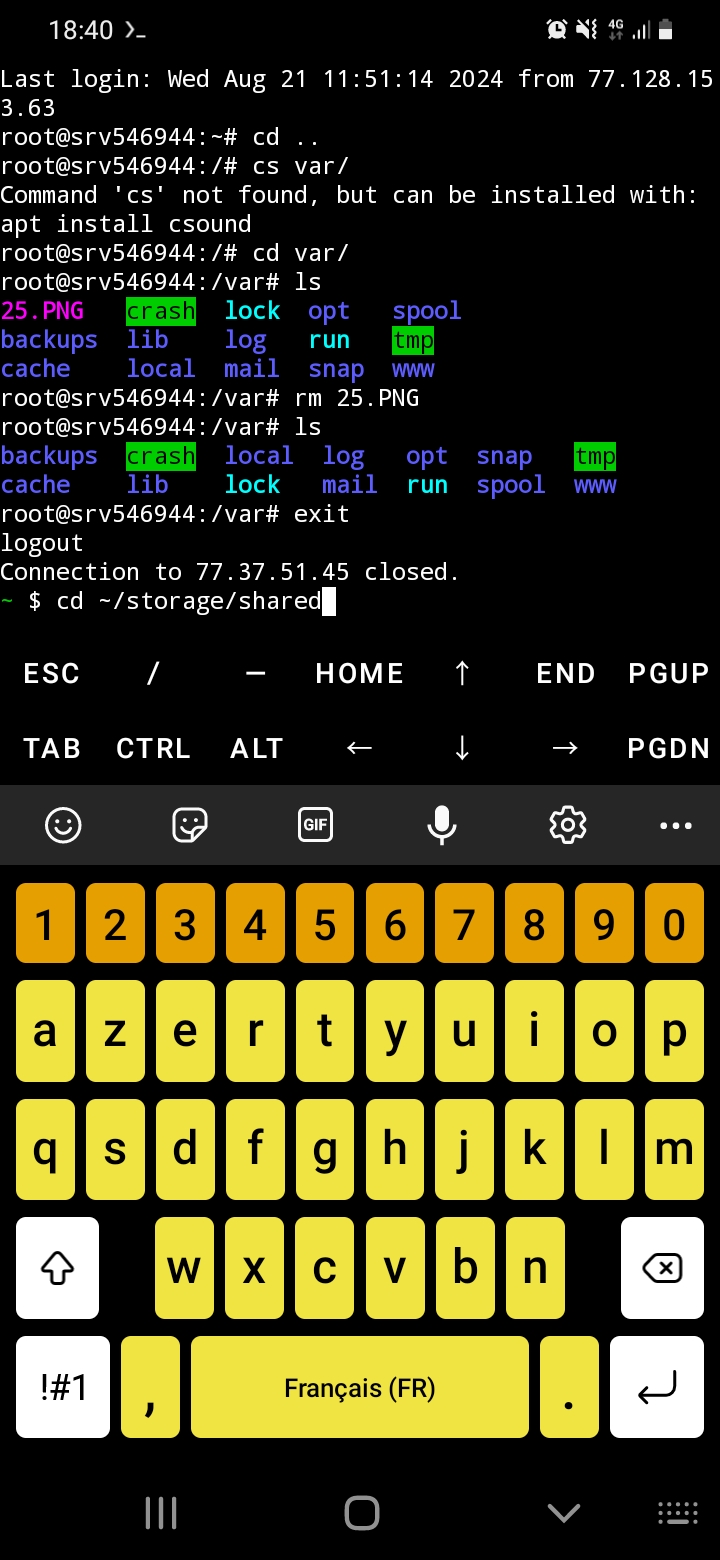 18:40
4G
Last login: Wed Aug 21 11:51:14 2024 from 77.128.15
3.63
root@srv546944:~# cd ..
root@srv546944:/# cs var/
Command 'cs' not found, but can be installed with:
apt install csound
root@srv546944:/# cd var/
root@srv546944:/var# ls
25.PNG crash lock opt spool
backups lib log run tmp
cache local mail snap www
root@srv546944:/var# rm 25.PNG
root@srv546944:/var# ls
backups crash local log opt snap tmp
cache lib lock mail run spool www
root@srv546944:/var# exit
logout
Connection to 77.37.51.45 closed.
~ $ cd ~/storage/shared
ESC / — HOME ↑ END PGUP
TAB CTRL ALT ← ↓ → PGDN
GIF
1 2 3 4 5 6 7 8 9 0
a z e r t y u i o p
q s d f g h j k l m
w x c v b n
!#1 , Français (FR) .